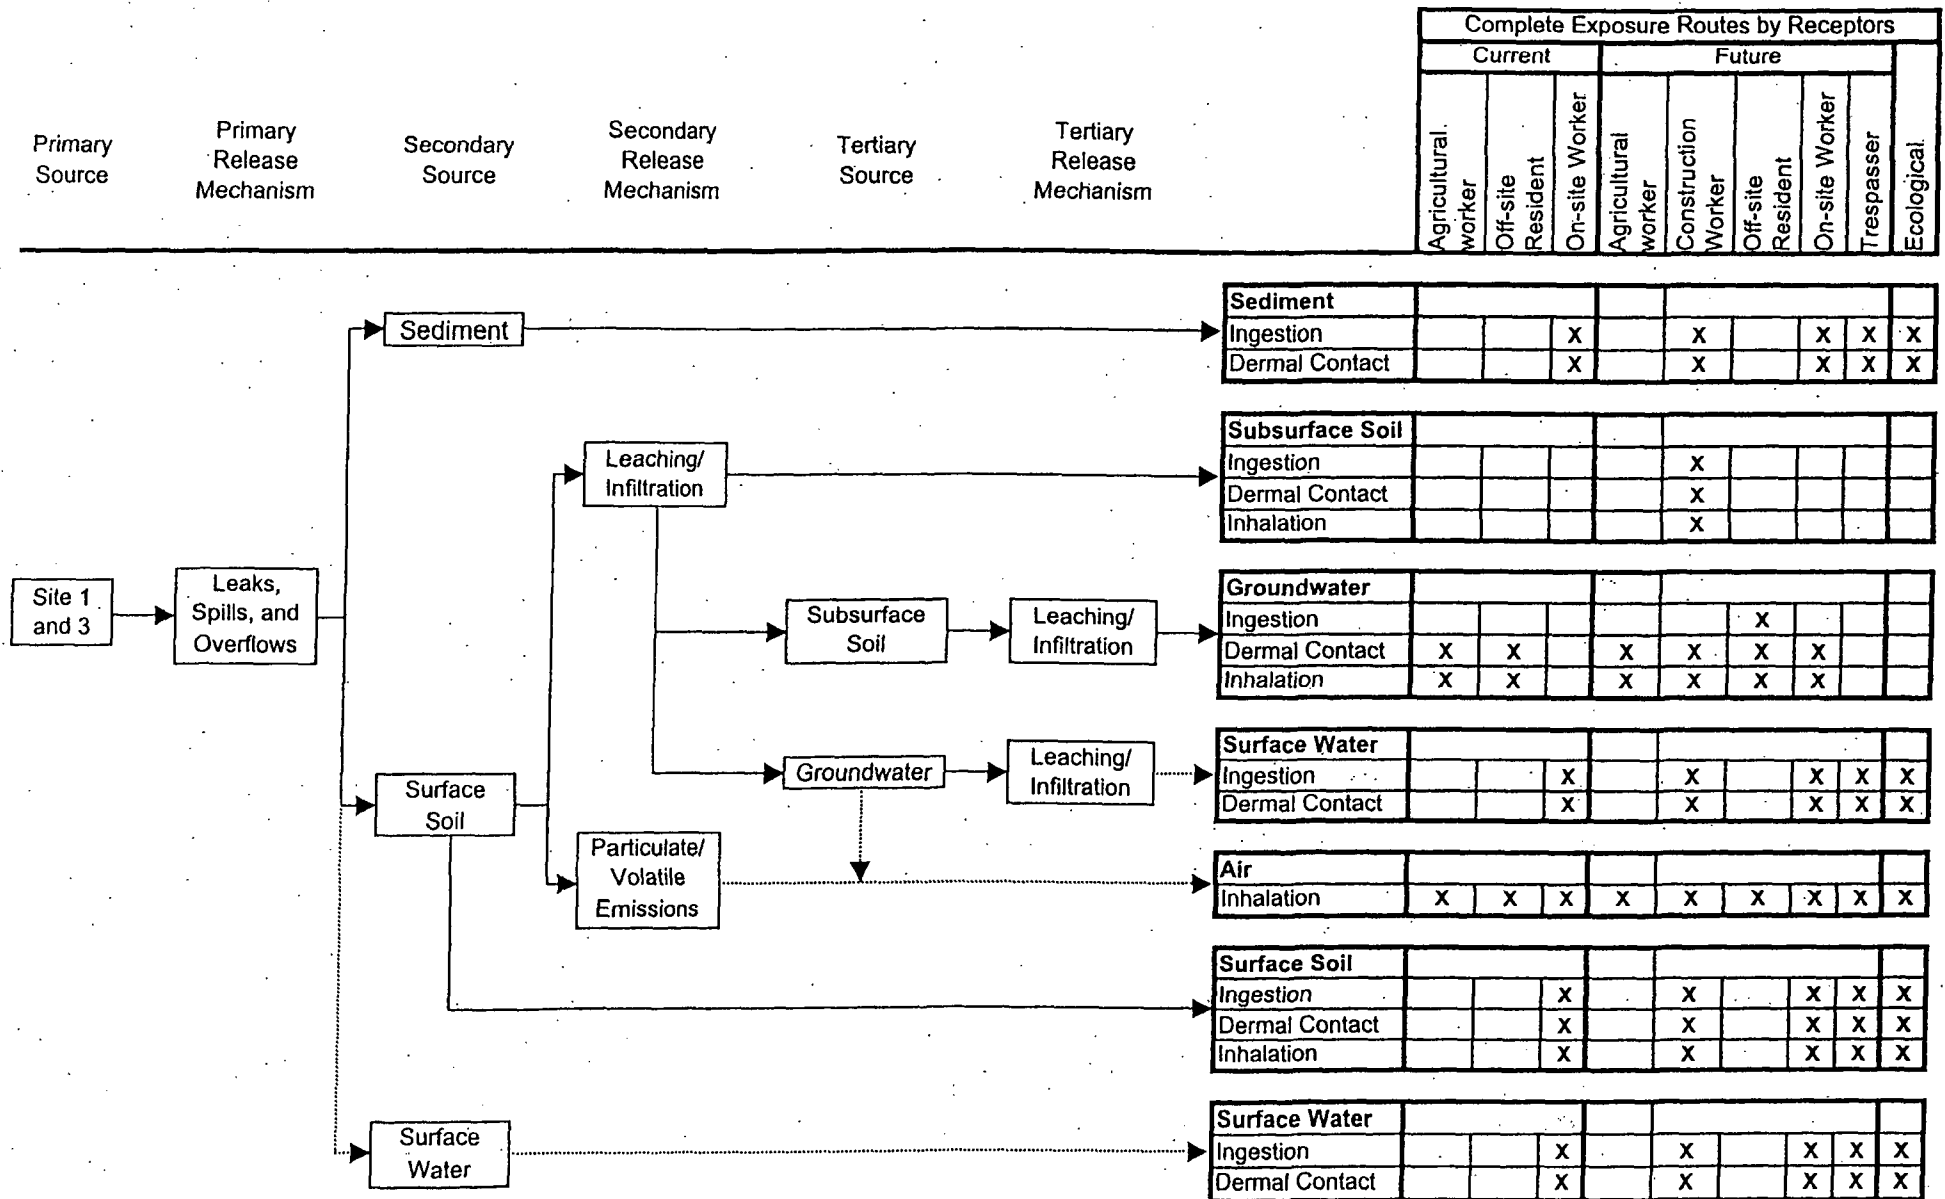 Complete Exposure Routes by Receptors
Current
Future
Primary
Source
Primary
Release
Mechanism
Secondary
Source
Secondary
Release
Mechanism
Tertiary
Source
Tertiary
Release
Mechanism
Agricultural
worker
Off-site
Resident
On-site Worker
Agricultural
worker
Construction
Worker
Off-site
Resident
On-site Worker
Trespasser
Ecological
Sediment
Sediment
Ingestion X X X X X
Dermal Contact X X X X X
Leaching/
Infiltration
Subsurface Soil
Ingestion X
Dermal Contact X
Inhalation X
Site 1
and 3
Leaks,
Spills, and
Overflows
Subsurface
Soil
Leaching/
Infiltration
Groundwater
Ingestion X
Dermal Contact X X X X X X
Inhalation X X X X X X
Surface
Soil
Groundwater
Leaching/
Infiltration
Surface Water
Ingestion X X X X X
Dermal Contact X X X X X
Particulate/
Volatile
Emissions
Air
Inhalation X X X X X X X X X
Surface Soil
Ingestion X X X X X
Dermal Contact X X X X X
Inhalation X X X X X
Surface
Water
Surface Water
Ingestion X X X X X
Dermal Contact X X X X X